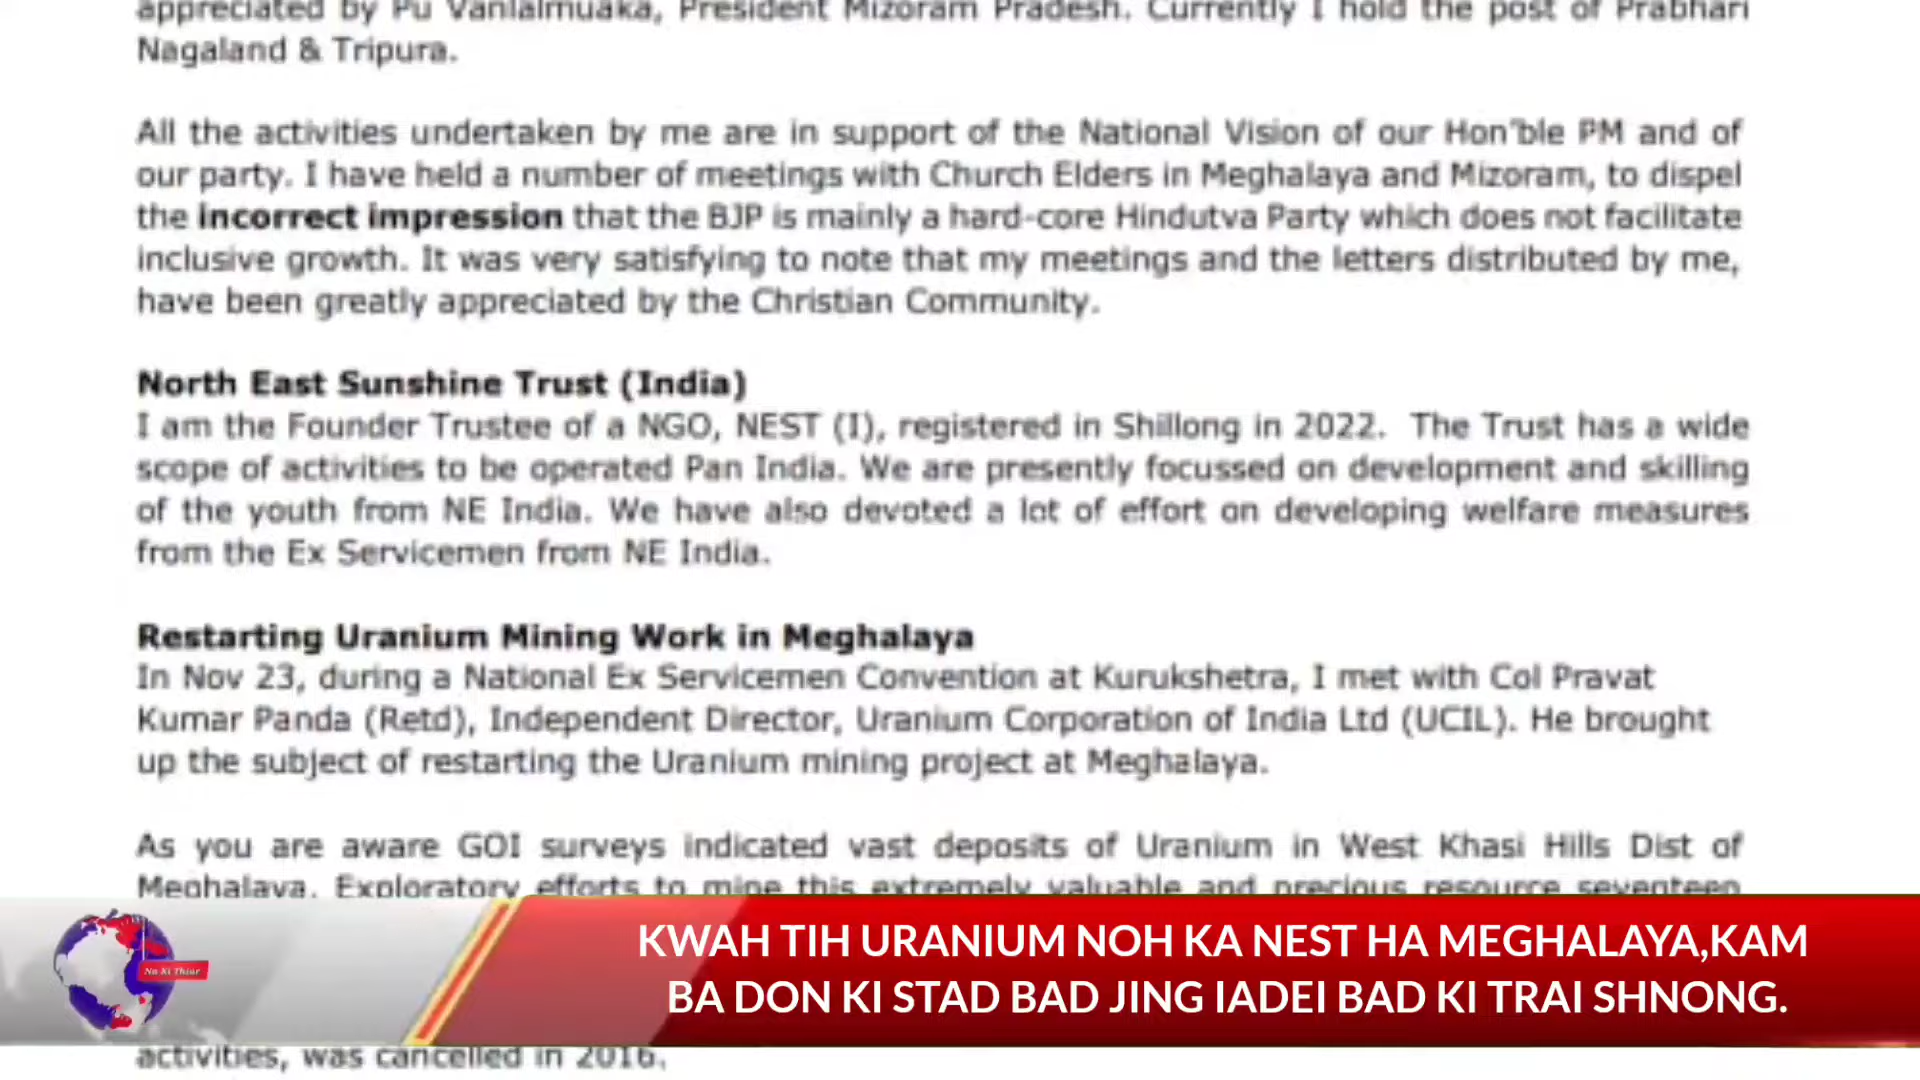 appreciated by Pu Vanlalmuaka, President Mizoram Pradesh. Currently I hold the post of Prabhari
Nagaland & Tripura.
All the activities undertaken by me are in support of the National Vision of our Hon'ble PM and of
our party. I have held a number of meetings with Church Elders in Meghalaya and Mizoram, to dispel
the incorrect impression that the BJP is mainly a hard-core Hindutva Party which does not facilitate
inclusive growth. It was very satisfying to note that my meetings and the letters distributed by me,
have been greatly appreciated by the Christian Community.
North East Sunshine Trust (India)
I am the Founder Trustee of a NGO, NEST (I), registered in Shillong in 2022. The Trust has a wide
scope of activities to be operated Pan India. We are presently focussed on development and skilling
of the youth from NE India. We have also devoted a lot of effort on developing welfare measures
from the Ex Servicemen from NE India.
Restarting Uranium Mining Work in Meghalaya
In Nov 23, during a National Ex Servicemen Convention at Kurukshetra, I met with Col Pravat
Kumar Panda (Retd), Independent Director, Uranium Corporation of India Ltd (UCIL). He brought
up the subject of restarting the Uranium mining project at Meghalaya.
As you are aware GOI surveys indicated vast deposits of Uranium in West Khasi Hills Dist of
Meghalaya. Exploratory efforts to mine this extremely valuable and precious resource seventeen
Na Ki Thiar
KWAH TIH URANIUM NOH KA NEST HA MEGHALAYA,KAM
BA DON KI STAD BAD JING IADEI BAD KI TRAI SHNONG.
activities, was cancelled in 2016.